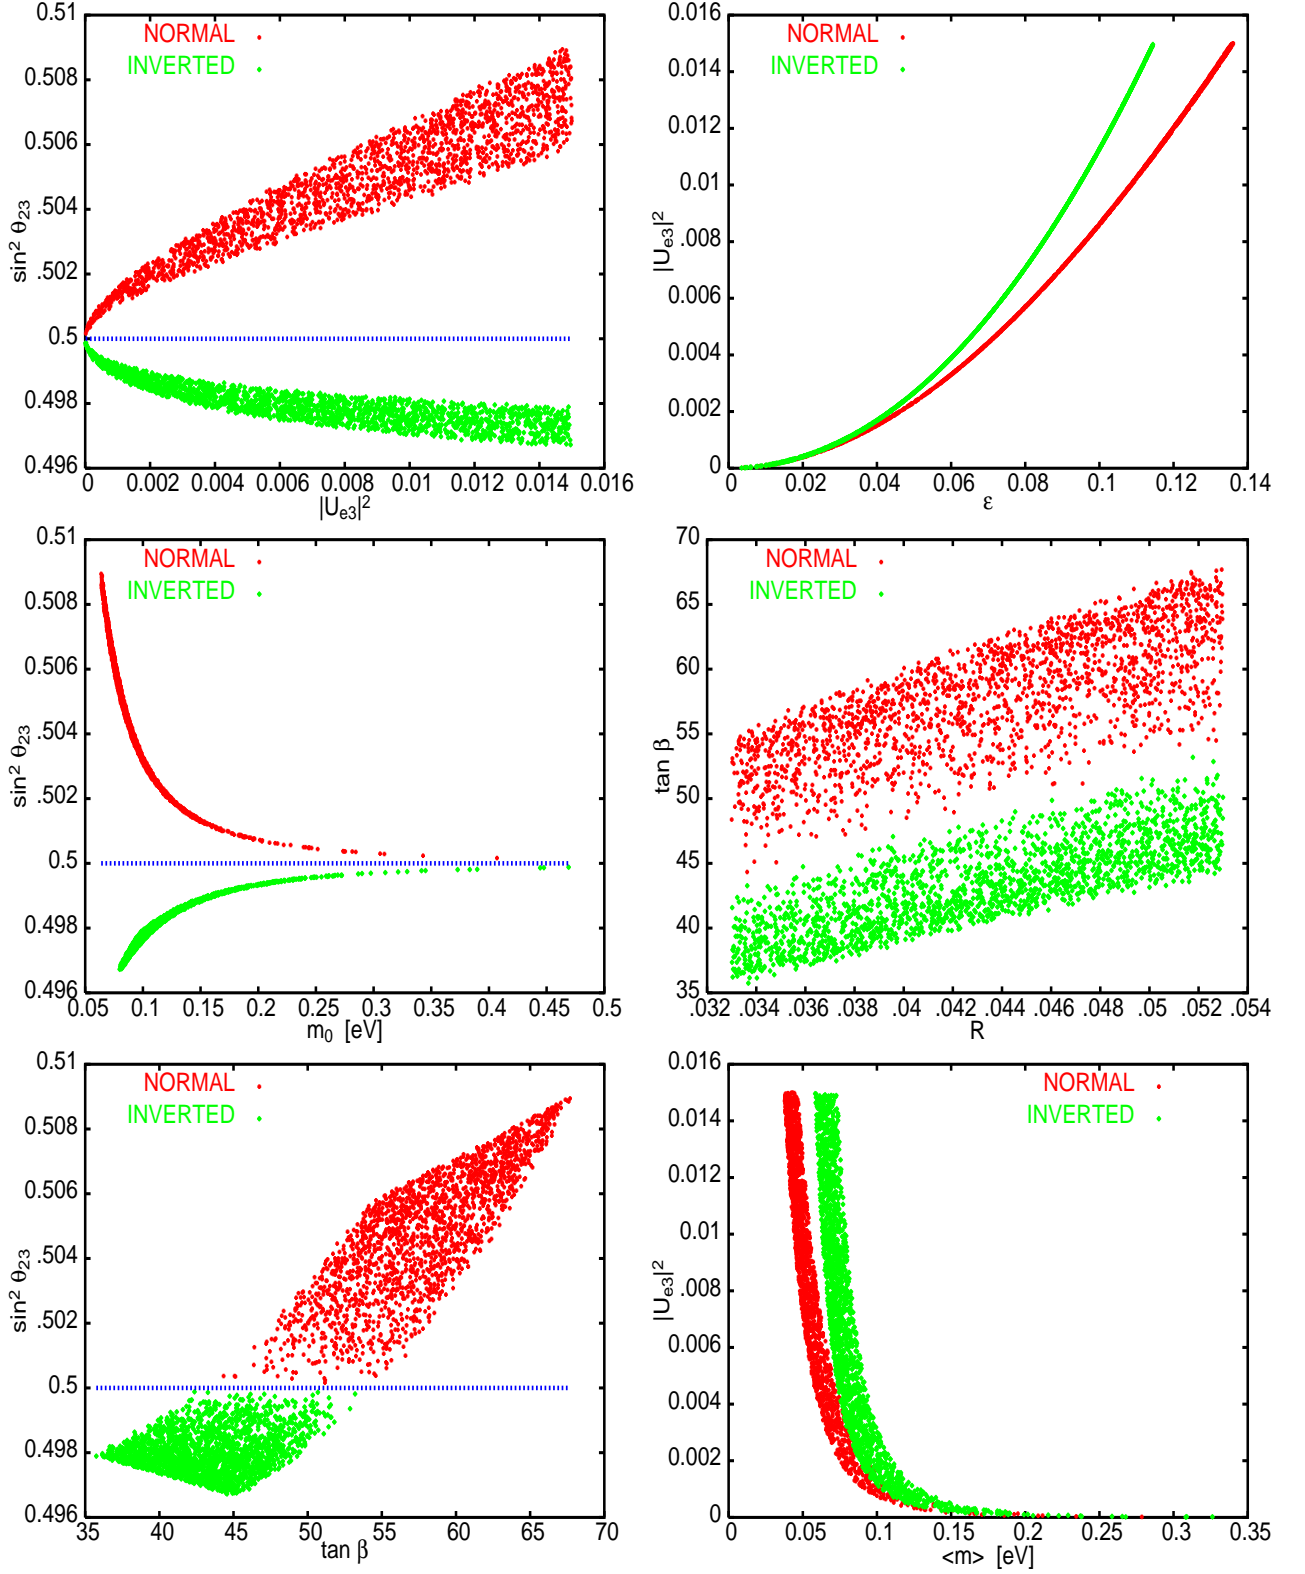 0.51
NORMAL
INVERTED
0.508
0.506
.504
.502
0.5
0.498
0.496
sin² θ₂₃
0 0.002 0.004 0.006 0.008 0.01 0.012 0.014 0.016
|Uₑ₃|²
0.016
NORMAL
INVERTED
0.014
0.012
0.01
.008
0.006
0.004
0.002
0
|Uₑ₃|²
0 0.02 0.04 0.06 0.08 0.1 0.12 0.14
ε
0.51
NORMAL
INVERTED
0.508
0.506
.504
.502
0.5
0.498
0.496
sin² θ₂₃
0.05 0.1 0.15 0.2 0.25 0.3 0.35 0.4 0.45 0.5
m₀ [eV]
70
NORMAL
INVERTED
65
60
55
50
45
40
35
tan β
.032 .034 .036 .038 .04 .042 .044 .046 .048 .05 .052 .054
R
0.51
NORMAL
INVERTED
0.508
0.506
.504
.502
0.5
0.498
0.496
sin² θ₂₃
35 40 45 50 55 60 65 70
tan β
0.016
NORMAL
INVERTED
0.014
0.012
0.01
.008
0.006
0.004
0.002
0
|Uₑ₃|²
0 0.05 0.1 0.15 0.2 0.25 0.3 0.35
<m> [eV]